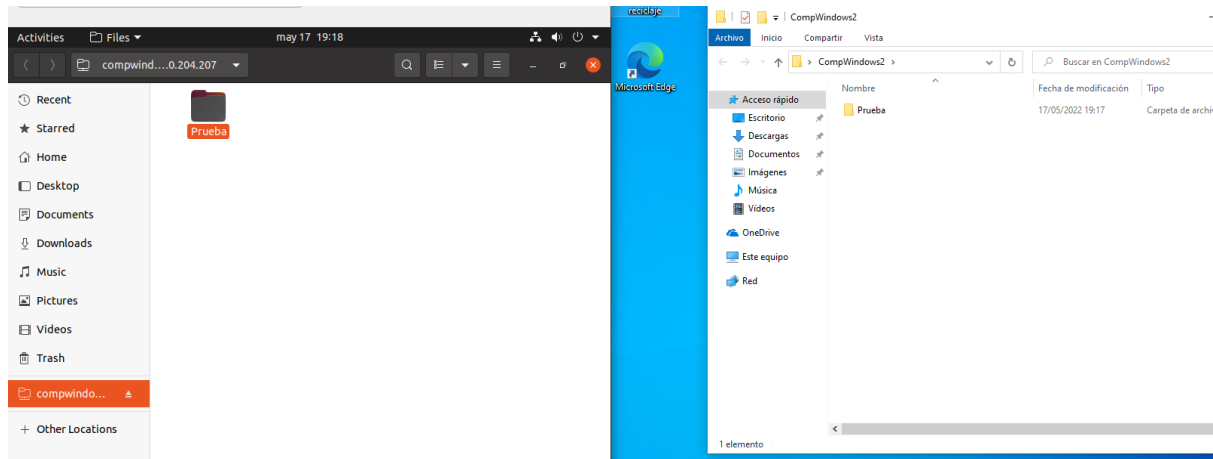 Activities Files may 17 19:18
compwind....0.204.207
Recent
Starred
Home
Desktop
Documents
Downloads
Music
Pictures
Videos
Trash
compwindo...
Other Locations
Prueba
reciclaje
Microsoft Edge
CompWindows2
Archivo Inicio Compartir Vista
CompWindows2
Buscar en CompWindows2
Nombre Fecha de modificación Tipo
Acceso rápido
Escritorio
Descargas
Documentos
Imágenes
Música
Vídeos
OneDrive
Este equipo
Red
Prueba 17/05/2022 19:17 Carpeta de archi
1 elemento